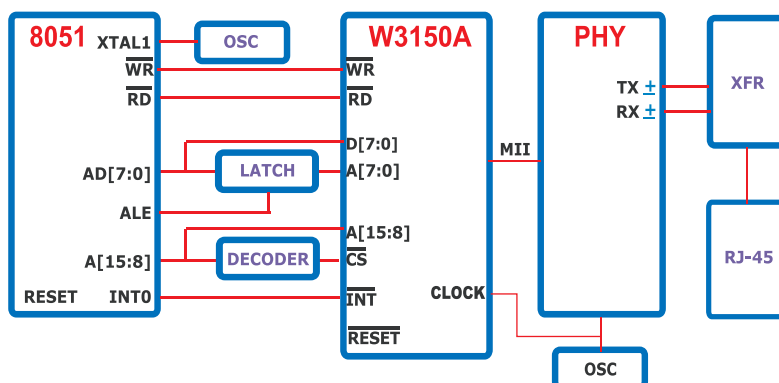 8051
XTAL1
WR
RD
AD[7:0]
ALE
A[15:8]
RESET INT0
OSC
LATCH
DECODER
W3150A
WR
RD
D[7:0]
A[7:0]
A[15:8]
CS
INT
CLOCK
RESET
MII
PHY
TX ±
RX ±
OSC
XFR
RJ-45